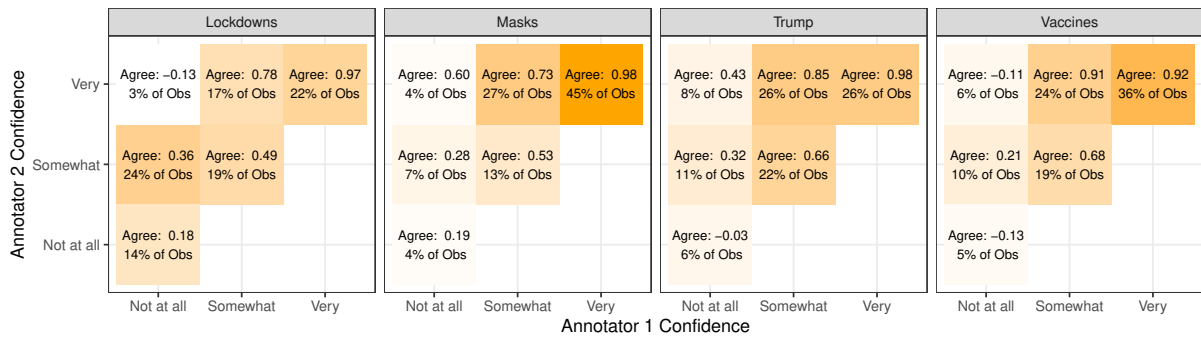 Lockdowns
Masks
Trump
Vaccines
Annotator 2 Confidence
Very
Somewhat
Not at all
Agree: −0.13
3% of Obs
Agree: 0.78
17% of Obs
Agree: 0.97
22% of Obs
Agree: 0.36
24% of Obs
Agree: 0.49
19% of Obs
Agree: 0.18
14% of Obs
Agree: 0.60
4% of Obs
Agree: 0.73
27% of Obs
Agree: 0.98
45% of Obs
Agree: 0.28
7% of Obs
Agree: 0.53
13% of Obs
Agree: 0.19
4% of Obs
Agree: 0.43
8% of Obs
Agree: 0.85
26% of Obs
Agree: 0.98
26% of Obs
Agree: 0.32
11% of Obs
Agree: 0.66
22% of Obs
Agree: −0.03
6% of Obs
Agree: −0.11
6% of Obs
Agree: 0.91
24% of Obs
Agree: 0.92
36% of Obs
Agree: 0.21
10% of Obs
Agree: 0.68
19% of Obs
Agree: −0.13
5% of Obs
Not at all Somewhat Very
Not at all Somewhat Very
Not at all Somewhat Very
Not at all Somewhat Very
Annotator 1 Confidence